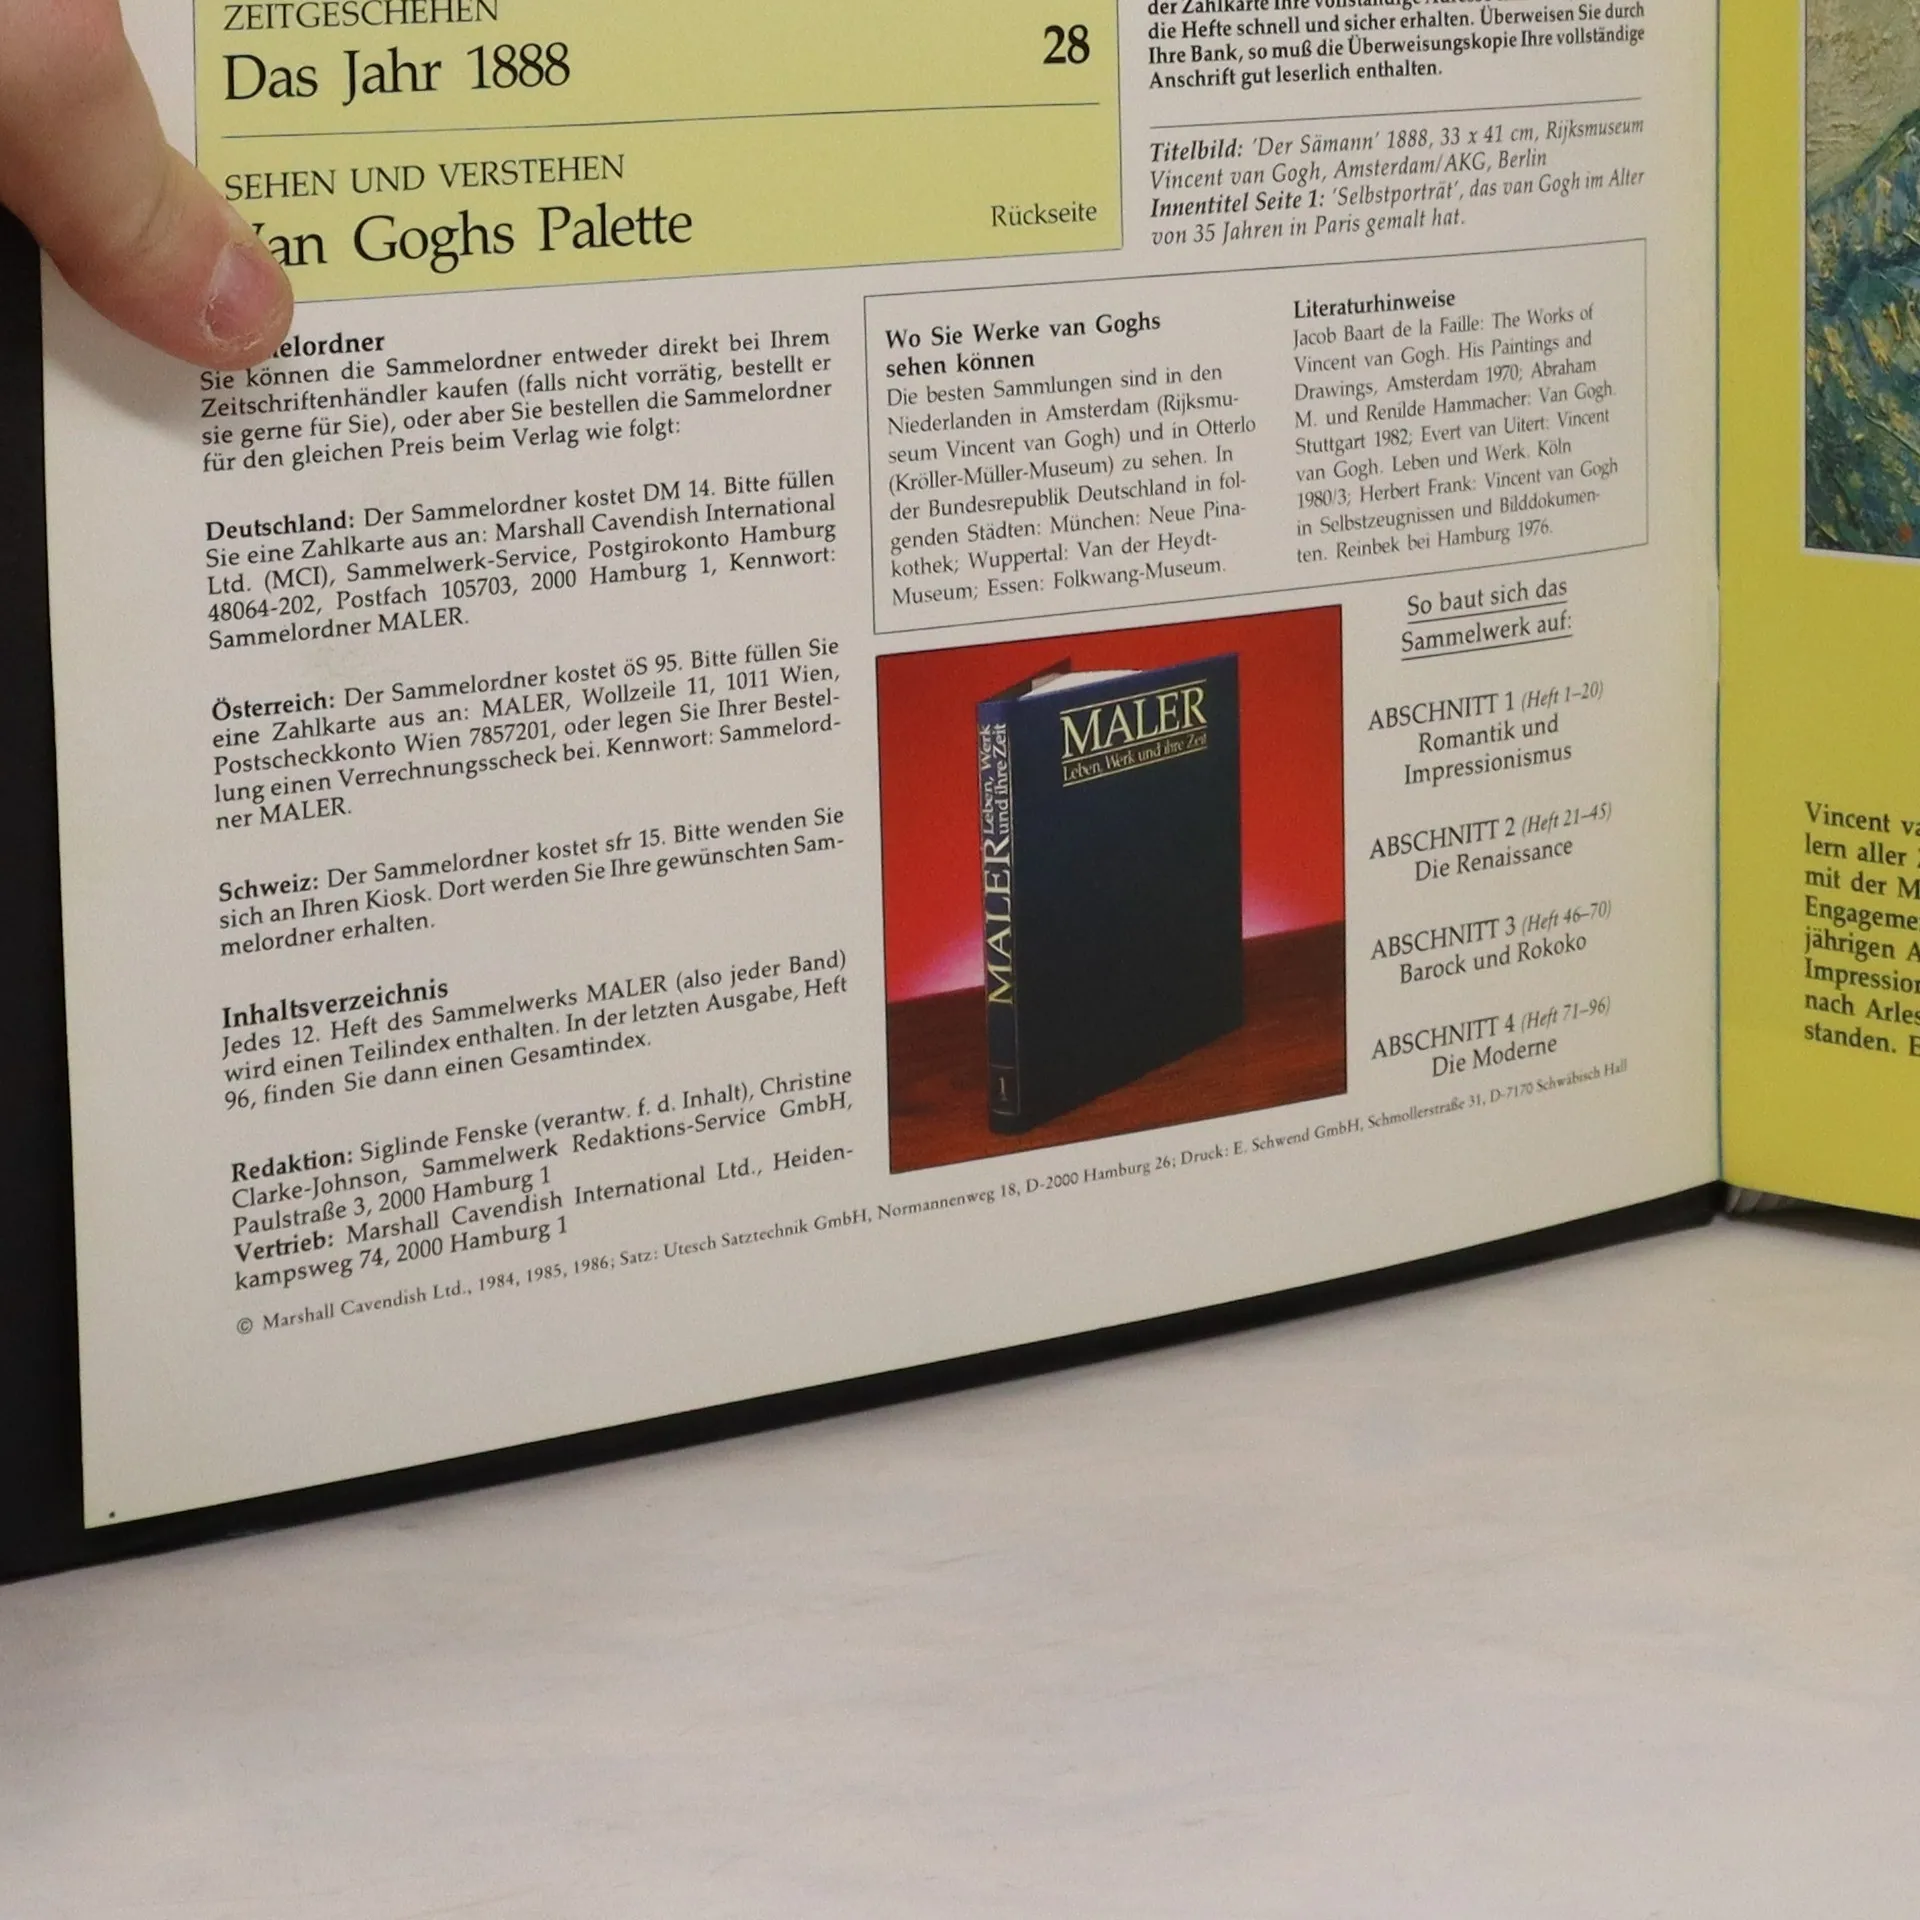 ZEITGESCHEHEN
Das Jahr 1888
28
SEHEN UND VERSTEHEN
Van Goghs Palette
Rückseite
die Hefte schnell und sicher erhalten. Überweisen Sie durch
Ihre Bank, so muß die Überweisungskopie Ihre vollständige
Anschrift gut leserlich enthalten.
Titelbild: 'Der Sämann' 1888, 33 x 41 cm, Rijksmuseum
Vincent van Gogh, Amsterdam/AKG, Berlin
Innentitel Seite 1: 'Selbstporträt', das van Gogh im Alter
von 35 Jahren in Paris gemalt hat.
elordner
Sie können die Sammelordner entweder direkt bei Ihrem
Zeitschriftenhändler kaufen (falls nicht vorrätig, bestellt er
sie gerne für Sie), oder aber Sie bestellen die Sammelordner
für den gleichen Preis beim Verlag wie folgt:
Deutschland: Der Sammelordner kostet DM 14. Bitte füllen
Sie eine Zahlkarte aus an: Marshall Cavendish International
Ltd. (MCI), Sammelwerk-Service, Postgirokonto Hamburg
48064-202, Postfach 105703, 2000 Hamburg 1, Kennwort:
Sammelordner MALER.
Österreich: Der Sammelordner kostet öS 95. Bitte füllen Sie
eine Zahlkarte aus an: MALER, Wollzeile 11, 1011 Wien,
Postscheckkonto Wien 7857201, oder legen Sie Ihrer Bestel-
lung einen Verrechnungsscheck bei. Kennwort: Sammelord-
ner MALER.
Schweiz: Der Sammelordner kostet sfr 15. Bitte wenden Sie
sich an Ihren Kiosk. Dort werden Sie Ihre gewünschten Sam-
melordner erhalten.
Inhaltsverzeichnis
Jedes 12. Heft des Sammelwerks MALER (also jeder Band)
wird einen Teilindex enthalten. In der letzten Ausgabe, Heft
96, finden Sie dann einen Gesamtindex.
Redaktion: Siglinde Fenske (verantw. f. d. Inhalt), Christine
Clarke-Johnson, Sammelwerk Redaktions-Service GmbH,
Paulstraße 3, 2000 Hamburg 1
Vertrieb: Marshall Cavendish International Ltd., Heiden-
kampsweg 74, 2000 Hamburg 1
© Marshall Cavendish Ltd., 1984, 1985, 1986; Satz: Utesch Satztechnik GmbH, Normannenweg 18, D-2000 Hamburg 26; Druck: E. Schwend GmbH, Schmollerstraße 31, D-7170 Schwäbisch Hall
Wo Sie Werke van Goghs
sehen können
Die besten Sammlungen sind in den
Niederlanden in Amsterdam (Rijksmu-
seum Vincent van Gogh) und in Otterlo
(Kröller-Müller-Museum) zu sehen. In
der Bundesrepublik Deutschland in fol-
genden Städten: München: Neue Pina-
kothek; Wuppertal: Van der Heydt-
Museum; Essen: Folkwang-Museum.
Literaturhinweise
Jacob Baart de la Faille: The Works of
Vincent van Gogh. His Paintings and
Drawings, Amsterdam 1970; Abraham
M. und Renilde Hammacher: Van Gogh.
Stuttgart 1982; Evert van Uitert: Vincent
van Gogh. Leben und Werk. Köln
1980/3; Herbert Frank: Vincent van Gogh
in Selbstzeugnissen und Bilddokumen-
ten. Reinbek bei Hamburg 1976.
MALER
Leben, Werk und ihre Zeit
MALER Leben, Werk
und ihre Zeit
1
So baut sich das
Sammelwerk auf:
ABSCHNITT 1 (Heft 1–20)
Romantik und
Impressionismus
ABSCHNITT 2 (Heft 21–45)
Die Renaissance
ABSCHNITT 3 (Heft 46–70)
Barock und Rokoko
ABSCHNITT 4 (Heft 71–96)
Die Moderne
Vincent va
lern aller
mit der M
Engageme
jährigen A
Impression
nach Arles
standen. E